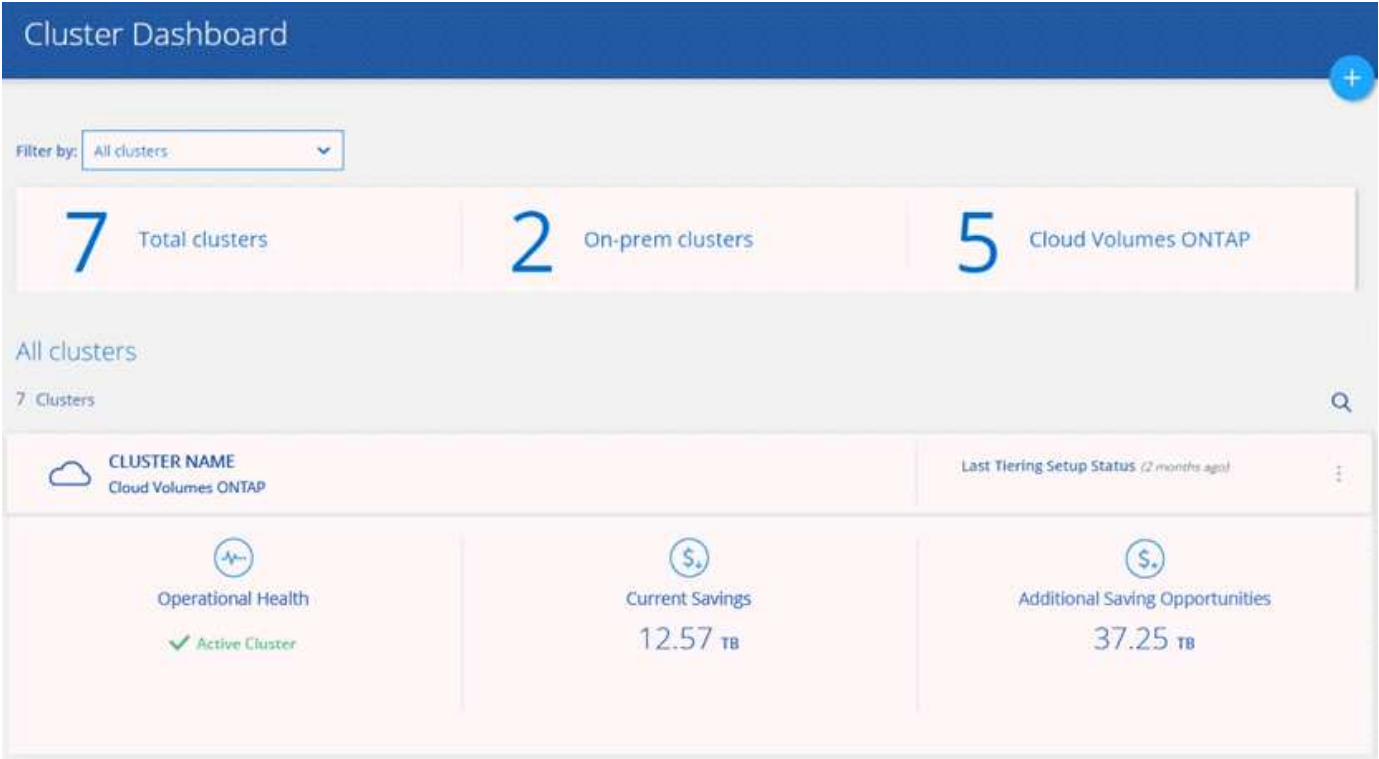 Cluster Dashboard
+
Filter by: All clusters
7 Total clusters 2 On-prem clusters 5 Cloud Volumes ONTAP
All clusters
7 Clusters
CLUSTER NAME
Cloud Volumes ONTAP
Last Tiering Setup Status (2 months ago)
Operational Health
Active Cluster
Current Savings
12.57 TB
Additional Saving Opportunities
37.25 TB